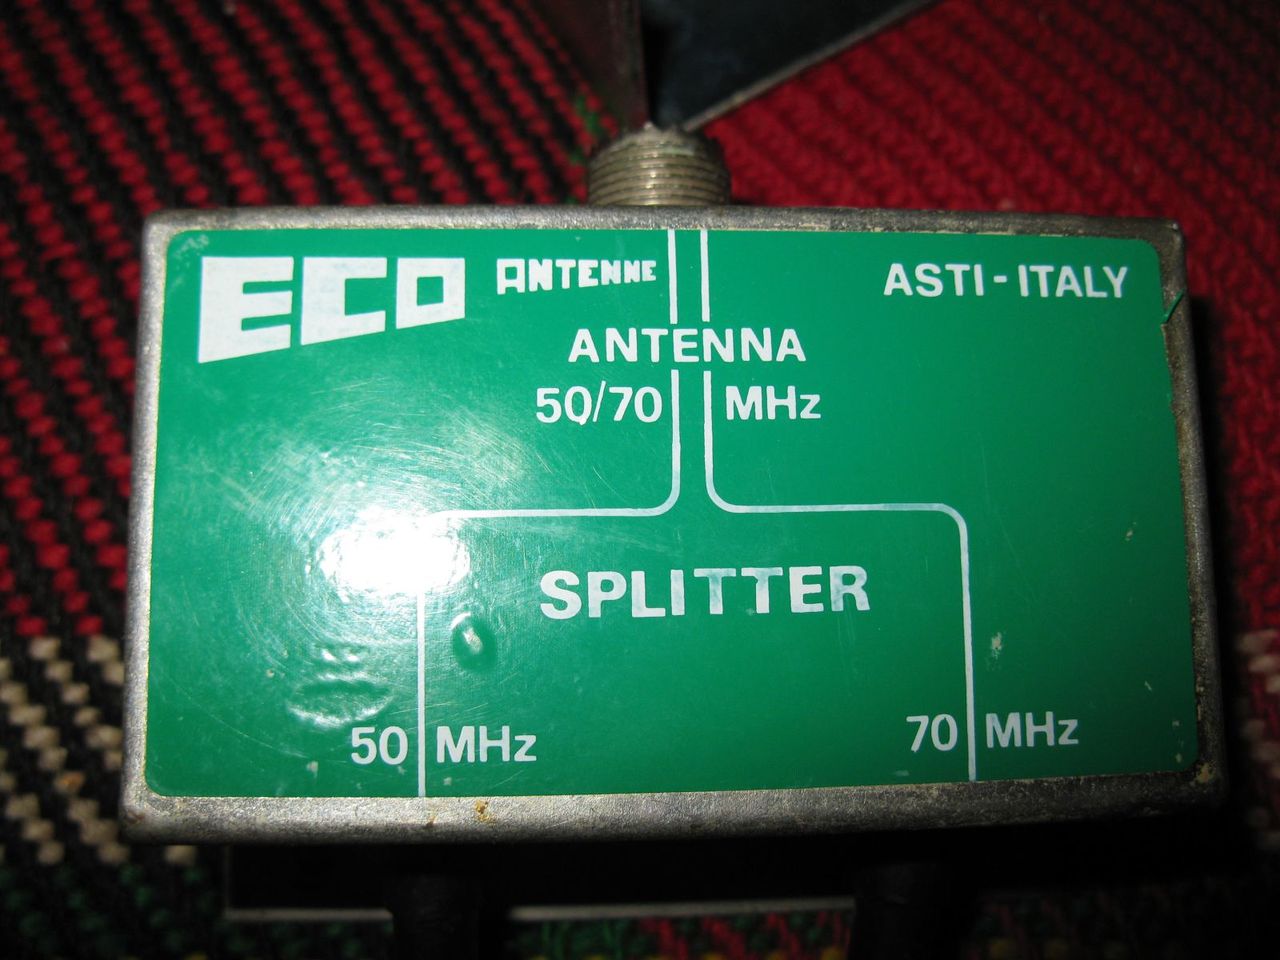 ECO ANTENNE
ASTI - ITALY
ANTENNA
50/70 MHz
SPLITTER
50 MHz
70 MHz